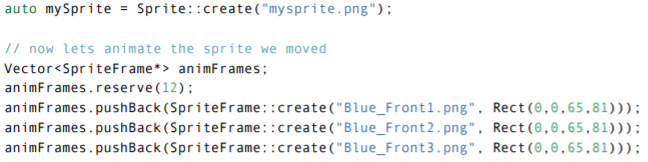 auto mySprite = Sprite::create("mysprite.png");
// now lets animate the sprite we moved
Vector<SpriteFrame*> animFrames;
animFrames.reserve(12);
animFrames.pushBack(SpriteFrame::create("Blue_Front1.png", Rect(0,0,65,81)));
animFrames.pushBack(SpriteFrame::create("Blue_Front2.png", Rect(0,0,65,81)));
animFrames.pushBack(SpriteFrame::create("Blue_Front3.png", Rect(0,0,65,81)));